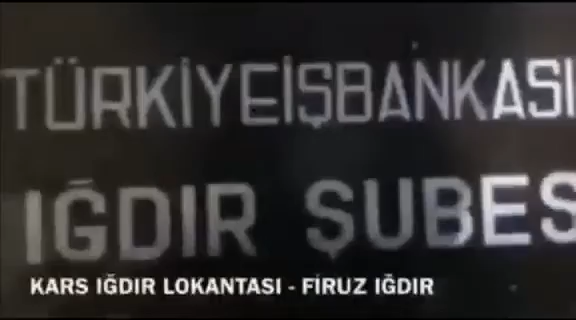 TÜRKİYEİŞBANKASI
IĞDIR ŞUBES
KARS IĞDIR LOKANTASI - FİRUZ IĞDIR